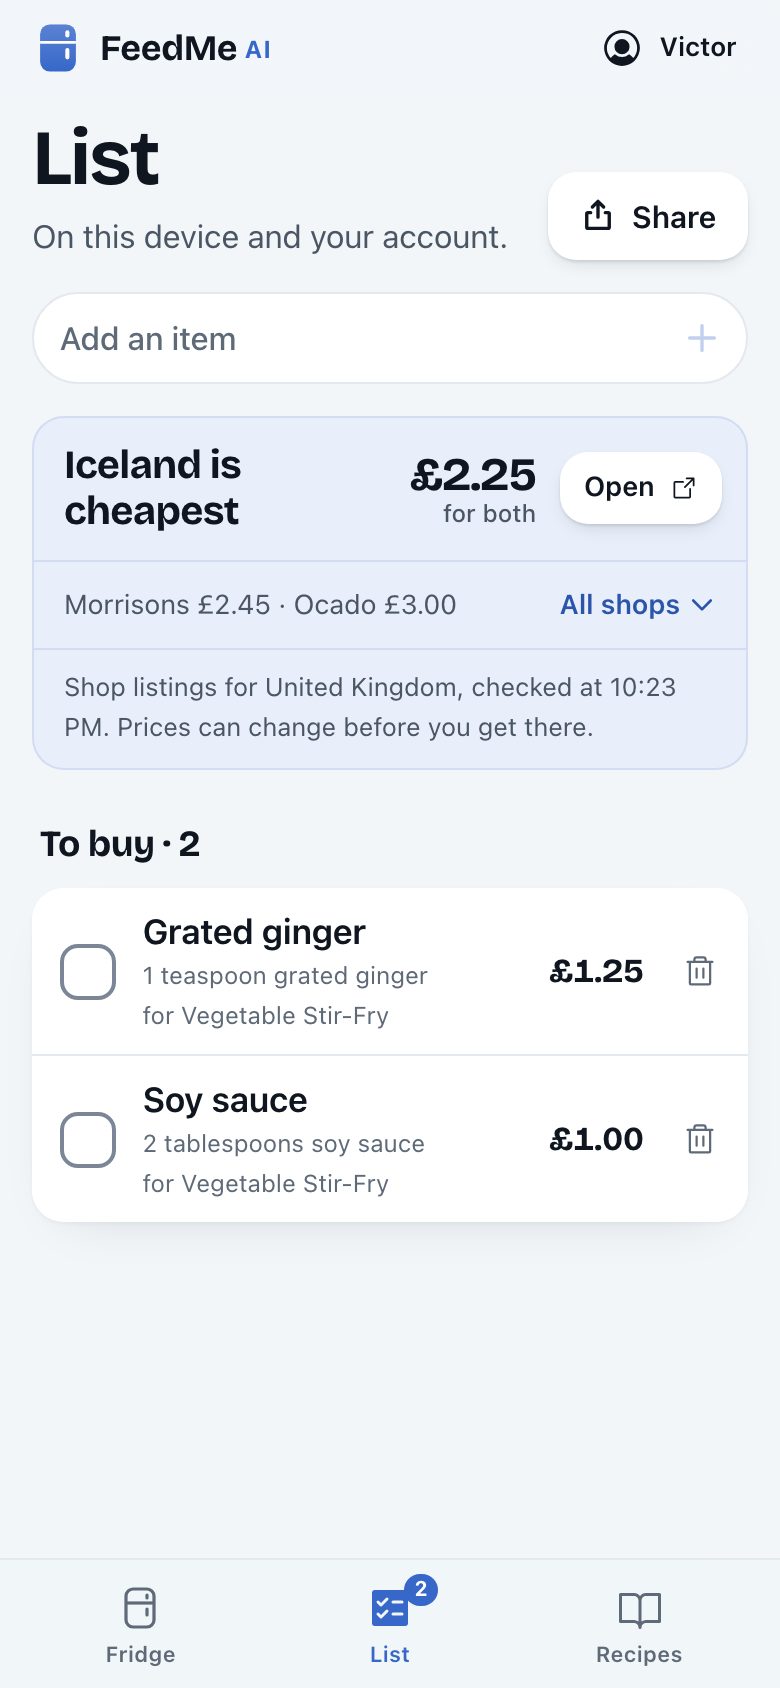 FeedMe AI
Victor
List
On this device and your account.
Share
Add an item
Iceland is
cheapest
£2.25
for both
Open
Morrisons £2.45 · Ocado £3.00
All shops
Shop listings for United Kingdom, checked at 10:23
PM. Prices can change before you get there.
To buy · 2
Grated ginger
1 teaspoon grated ginger
for Vegetable Stir-Fry
£1.25
Soy sauce
2 tablespoons soy sauce
for Vegetable Stir-Fry
£1.00
Fridge
2
List
Recipes